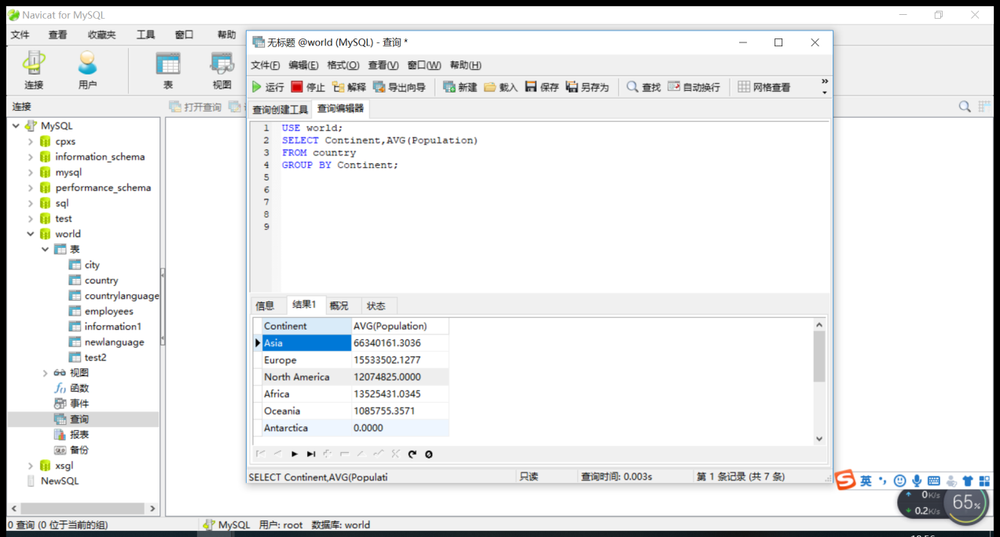 Navicat for MySQL
文件 查看 收藏夹 工具 窗口 帮助
连接 用户 表 视图
连接
打开查询
MySQL
cpxs
information_schema
mysql
performance_schema
sql
test
world
表
city
country
countrylanguage
employees
information1
newlanguage
test2
视图
函数
事件
查询
报表
备份
xsgl
NewSQL
无标题 @world (MySQL) - 查询 *
文件(F) 编辑(E) 格式(O) 查看(V) 窗口(W) 帮助(H)
运行 停止 解释 导出向导 新建 载入 保存 另存为 查找 自动换行 网格查看
查询创建工具 查询编辑器
1 USE world;
2 SELECT Continent,AVG(Population)
3 FROM country
4 GROUP BY Continent;
5
6
7
8
9
信息 结果1 概况 状态
Continent AVG(Population)
Asia 66340161.3036
Europe 15533502.1277
North America 12074825.0000
Africa 13525431.0345
Oceania 1085755.3571
Antarctica 0.0000
SELECT Continent,AVG(Populati 只读 查询时间: 0.003s 第 1 条记录 (共 7 条)
英
0K/s
0.2K/s
65%
0 查询 (0 位于当前的组) MySQL 用户: root 数据库: world